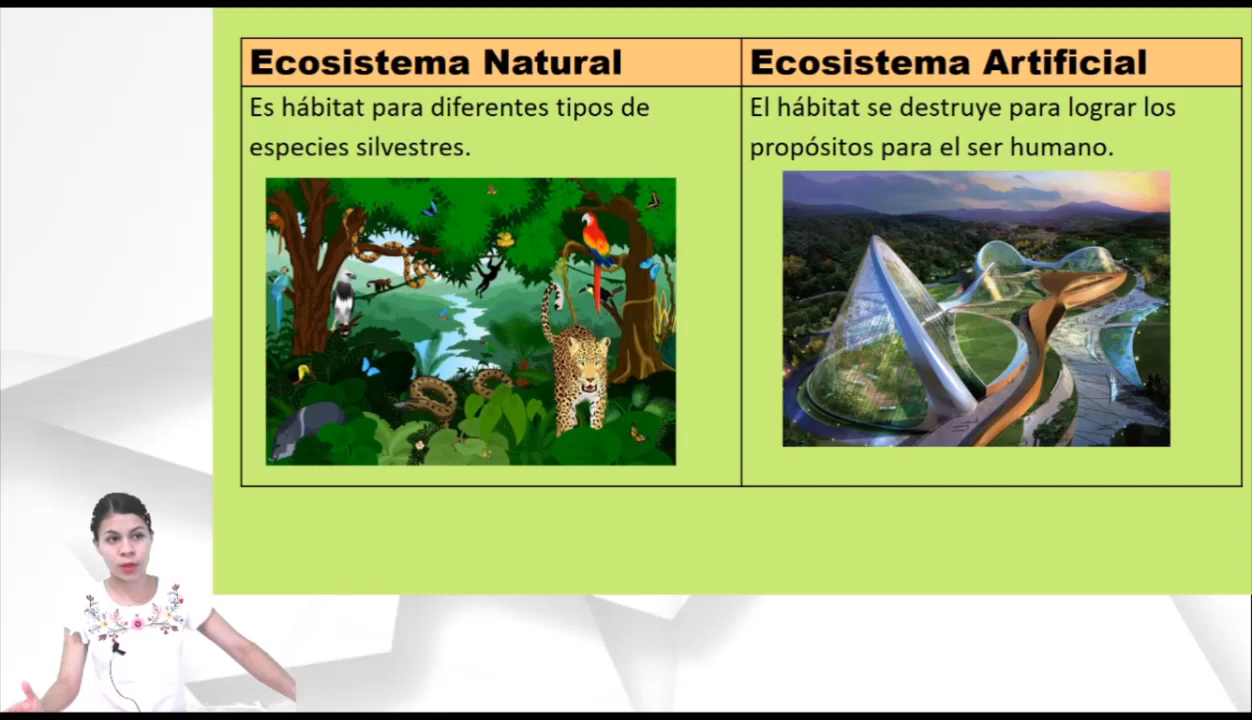 Ecosistema Natural
Ecosistema Artificial
Es hábitat para diferentes tipos de
especies silvestres.
El hábitat se destruye para lograr los
propósitos para el ser humano.